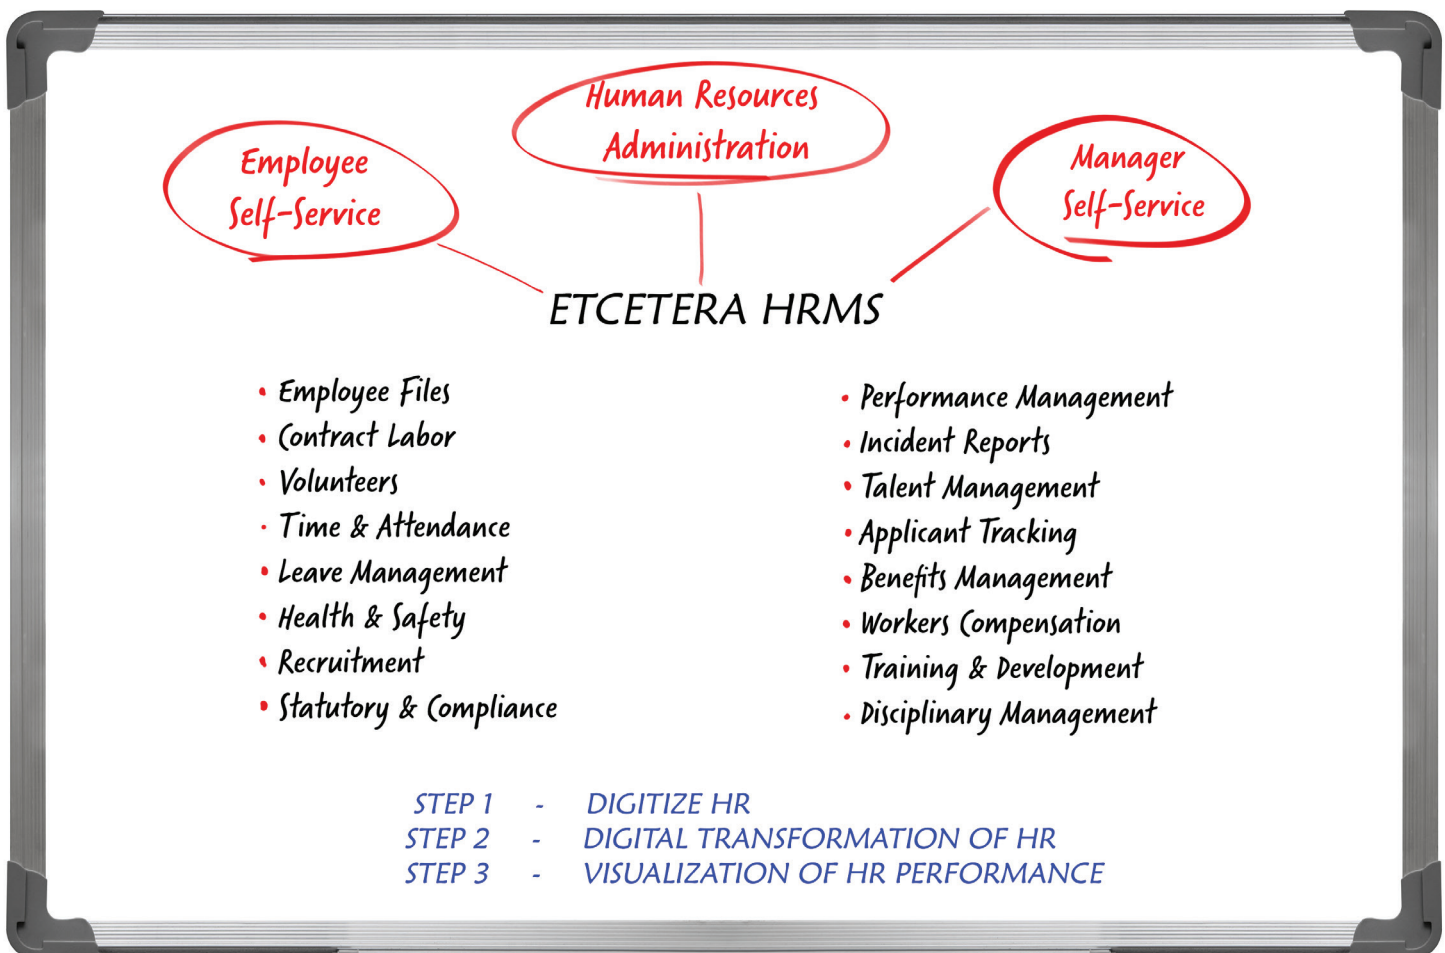 Human Resources
Administration
Employee
Self-Service
Manager
Self-Service
ETCETERA HRMS
• Employee Files
• Contract Labor
• Volunteers
• Time & Attendance
• Leave Management
• Health & Safety
• Recruitment
• Statutory & Compliance
• Performance Management
• Incident Reports
• Talent Management
• Applicant Tracking
• Benefits Management
• Workers Compensation
• Training & Development
• Disciplinary Management
STEP 1 - DIGITIZE HR
STEP 2 - DIGITAL TRANSFORMATION OF HR
STEP 3 - VISUALIZATION OF HR PERFORMANCE